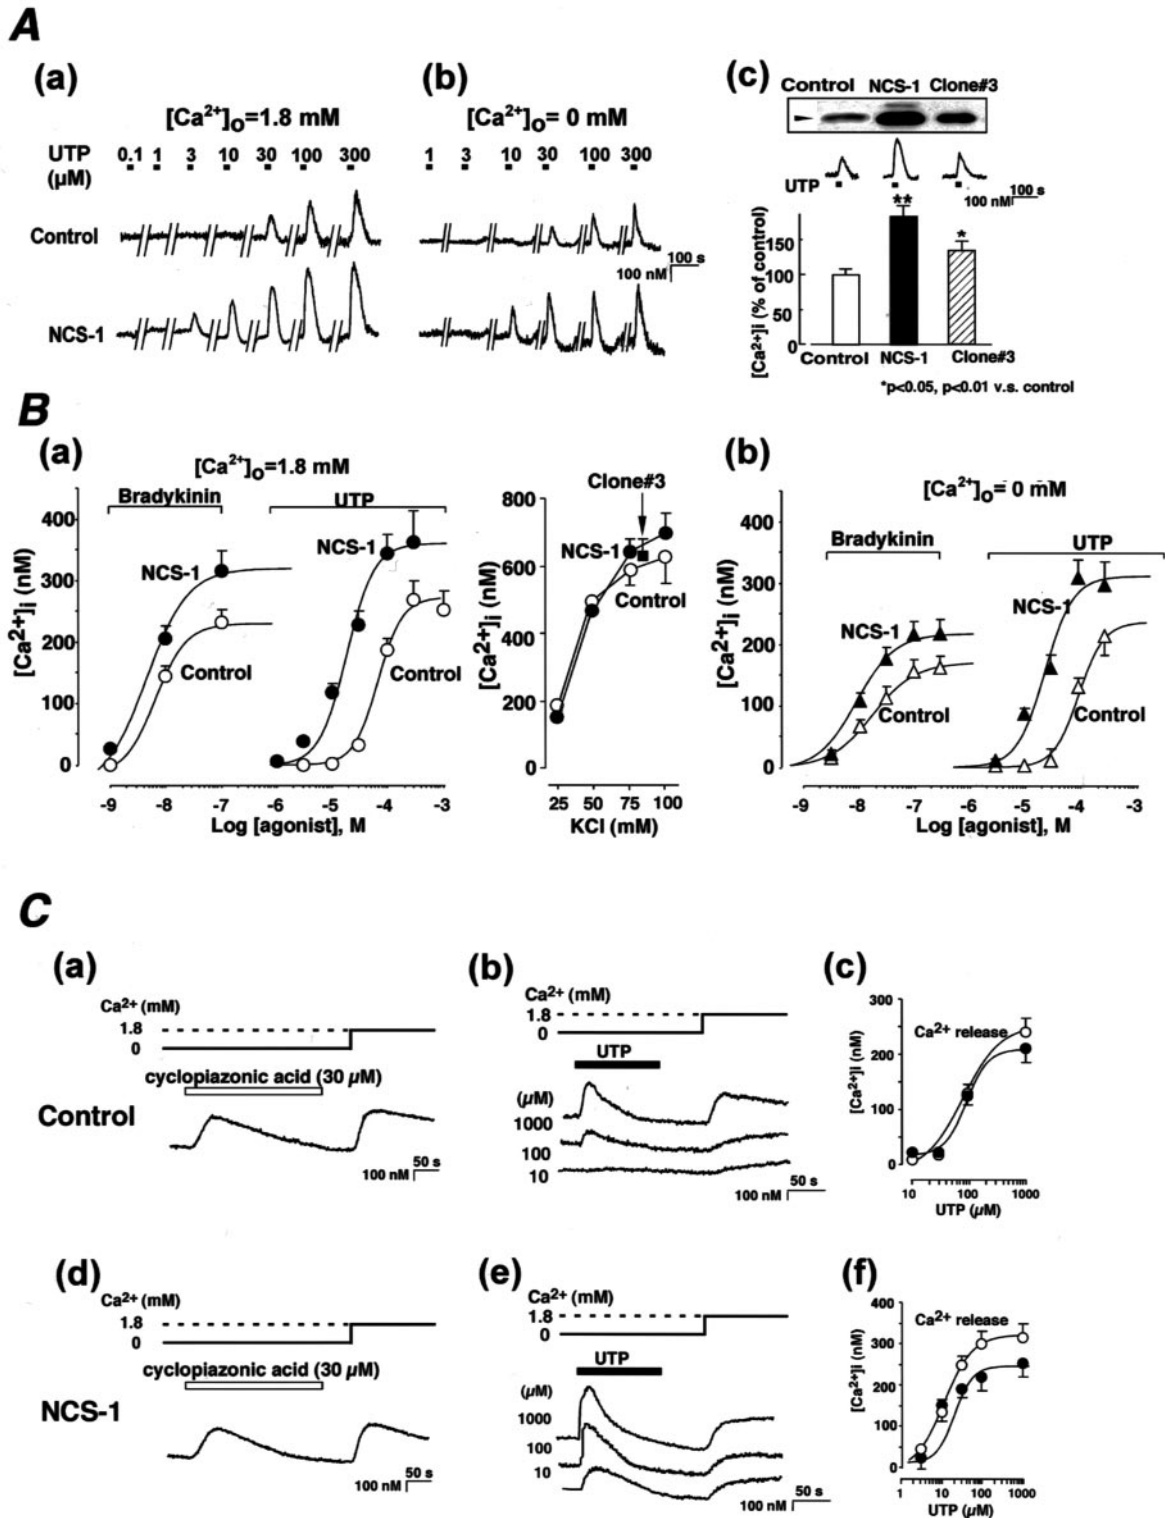 A
(a)
[Ca²⁺]o=1.8 mM
UTP (µM)
0.1 1 3 10 30 100 300
Control
NCS-1
(b)
[Ca²⁺]o= 0 mM
1 3 10 30 100 300
100 s
100 nM
(c)
Control NCS-1 Clone#3
UTP
100 s
100 nM
** 
*
[Ca²⁺]i (% of control)
150
100
50
0
Control NCS-1 Clone#3
*p<0.05, p<0.01 v.s. control
B
(a)
[Ca²⁺]o=1.8 mM
Bradykinin
UTP
[Ca²⁺]i (nM)
400
300
200
100
0
NCS-1
Control
NCS-1
Control
-9 -8 -7 -6 -5 -4 -3
Log [agonist], M
Clone#3
NCS-1
Control
[Ca²⁺]i (nM)
800
600
400
200
0
25 50 75 100
KCl (mM)
(b)
[Ca²⁺]o= 0 mM
Bradykinin
UTP
[Ca²⁺]i (nM)
400
300
200
100
0
NCS-1
Control
NCS-1
Control
-9 -8 -7 -6 -5 -4 -3
Log [agonist], M
C
(a)
Ca²⁺ (mM)
1.8
0
cyclopiazonic acid (30 µM)
Control
50 s
100 nM
(b)
Ca²⁺ (mM)
1.8
0
UTP
(µM)
1000
100
10
50 s
100 nM
(c)
Ca²⁺ release
[Ca²⁺]i (nM)
300
200
100
0
10 100 1000
UTP (µM)
(d)
Ca²⁺ (mM)
1.8
0
cyclopiazonic acid (30 µM)
NCS-1
50 s
100 nM
(e)
Ca²⁺ (mM)
1.8
0
UTP
(µM)
1000
100
10
50 s
100 nM
(f)
Ca²⁺ release
[Ca²⁺]i (nM)
400
300
200
100
0
1 10 100 1000
UTP (µM)